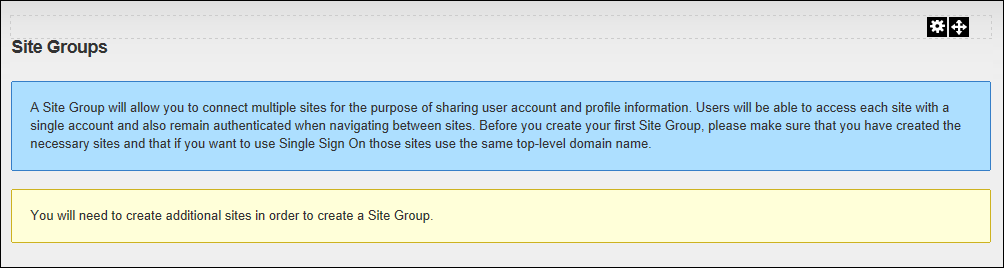 Site Groups
A Site Group will allow you to connect multiple sites for the purpose of sharing user account and profile information. Users will be able to access each site with a
single account and also remain authenticated when navigating between sites. Before you create your first Site Group, please make sure that you have created the
necessary sites and that if you want to use Single Sign On those sites use the same top-level domain name.
You will need to create additional sites in order to create a Site Group.